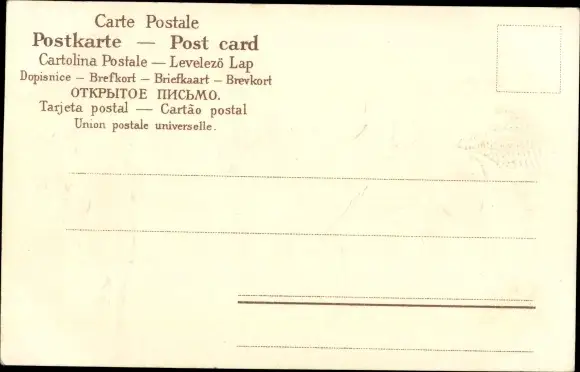 Carte Postale
Postkarte — Post card
Cartolina Postale — Levelező Lap
Dopisnice — Brefkort — Briefkaart — Brevkort
ОТКРЫТОЕ ПИСЬМО.
Tarjeta postal — Cartão postal
Union postale universelle.